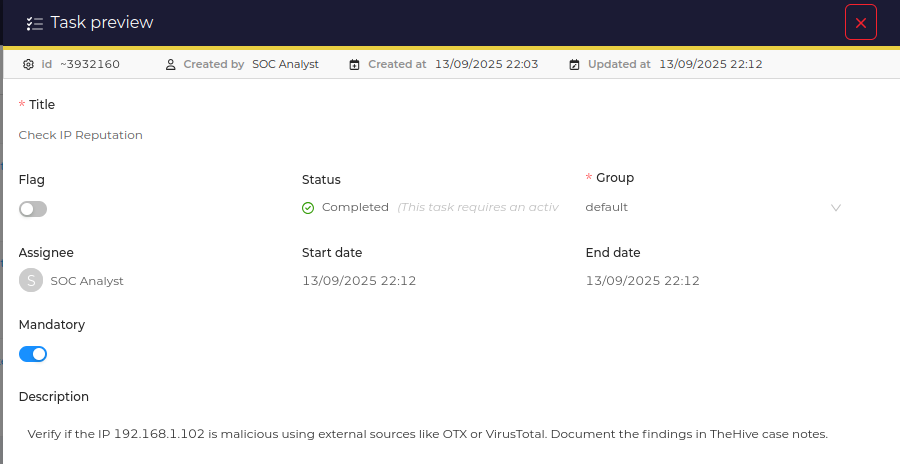 Task preview
id ~3932160 Created by SOC Analyst Created at 13/09/2025 22:03 Updated at 13/09/2025 22:12
* Title
Check IP Reputation
Flag Status * Group
Completed (This task requires an activ default
Assignee Start date End date
S SOC Analyst 13/09/2025 22:12 13/09/2025 22:12
Mandatory
Description
Verify if the IP 192.168.1.102 is malicious using external sources like OTX or VirusTotal. Document the findings in TheHive case notes.